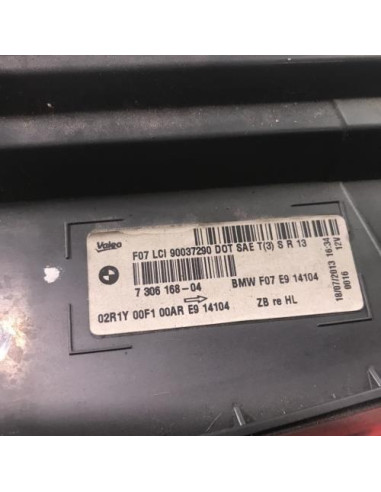 Valeo
F07 LCI 90037290 DOT SAE T(3) S R 13
7 306 168-04 BMW F07 E9 14104
02R1Y 00F1 00AR E9 14104 ZB re HL
12V 16:34
18/07/2013 0016